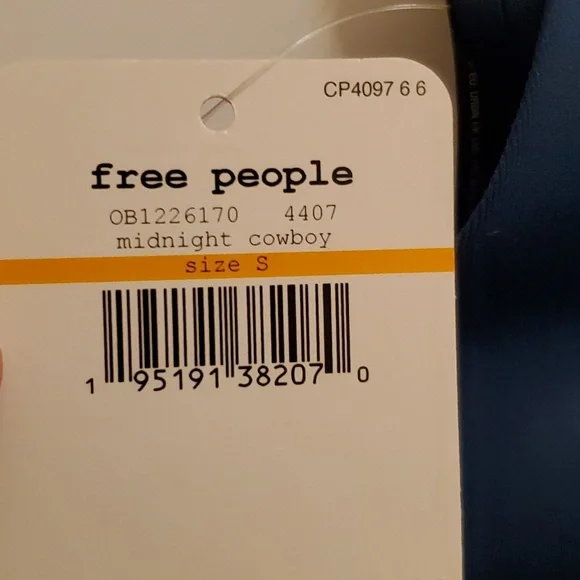 CP4097 6 6
free people
OB1226170 4407
midnight cowboy
size S
1 95191 38207 0